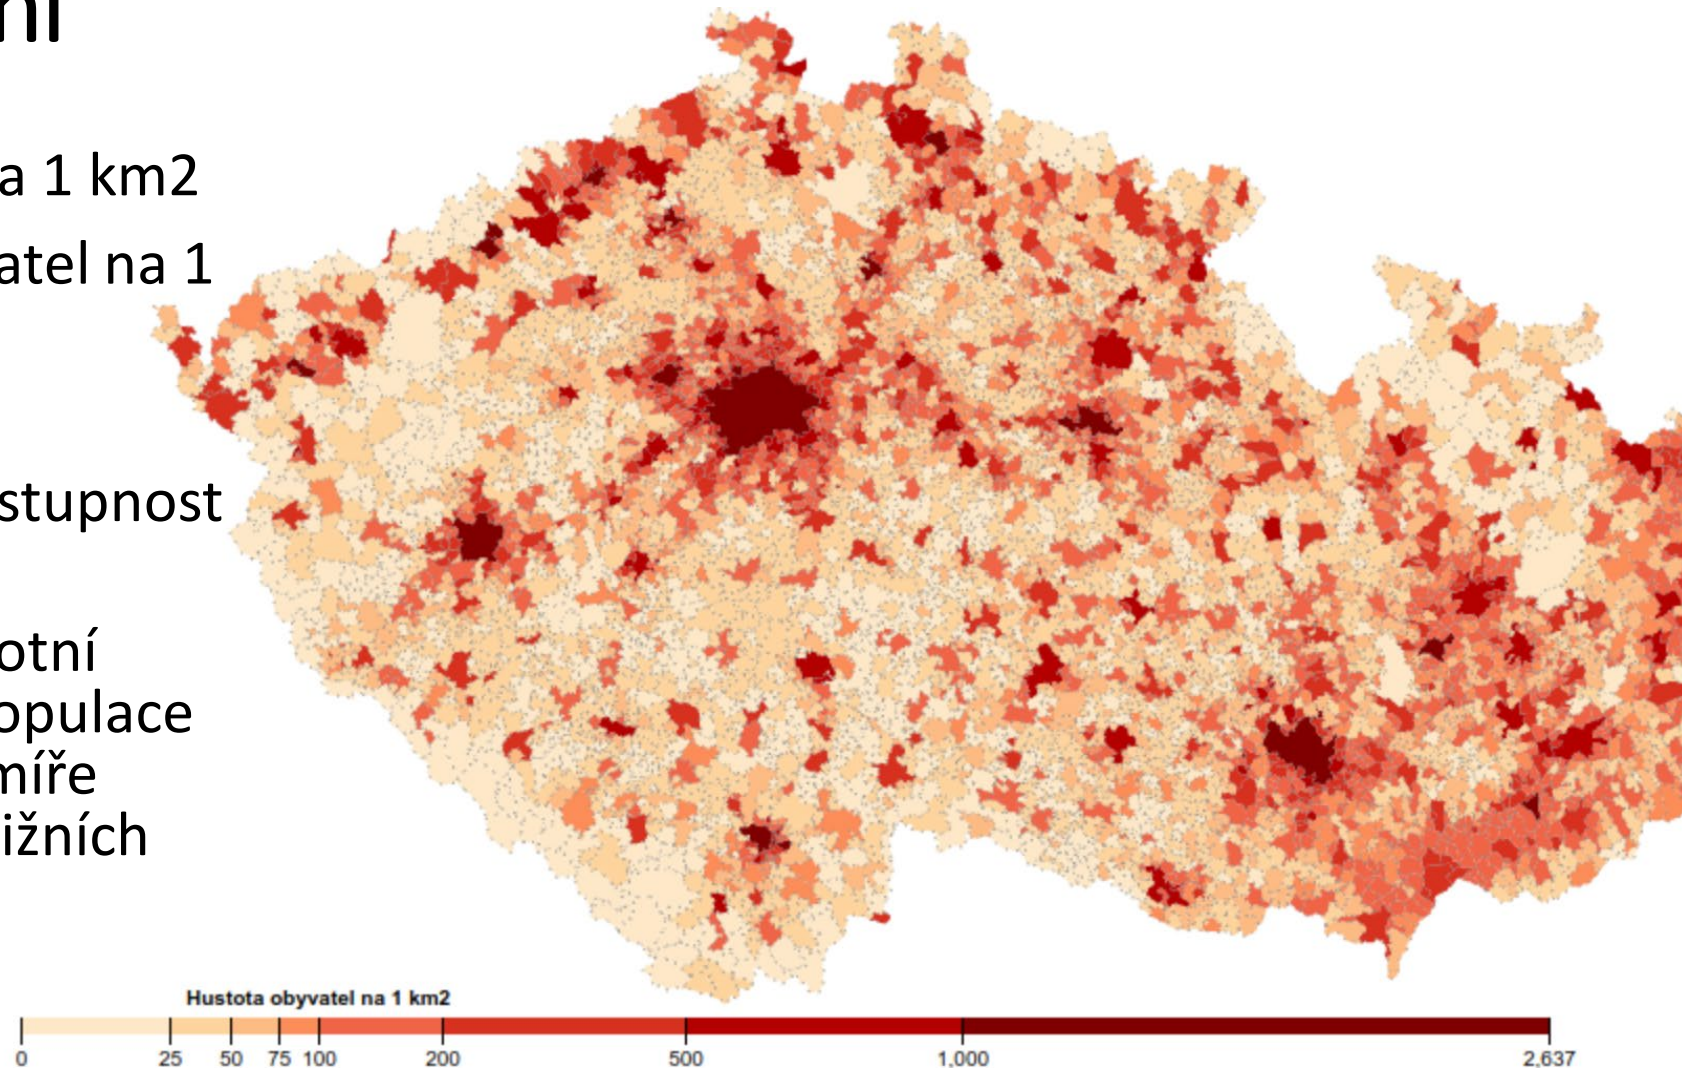 ní
a 1 km2
atel na 1
stupnost
otní
opulace
míře
ižních
Hustota obyvatel na 1 km2
0 25 50 75 100 200 500 1,000 2,637